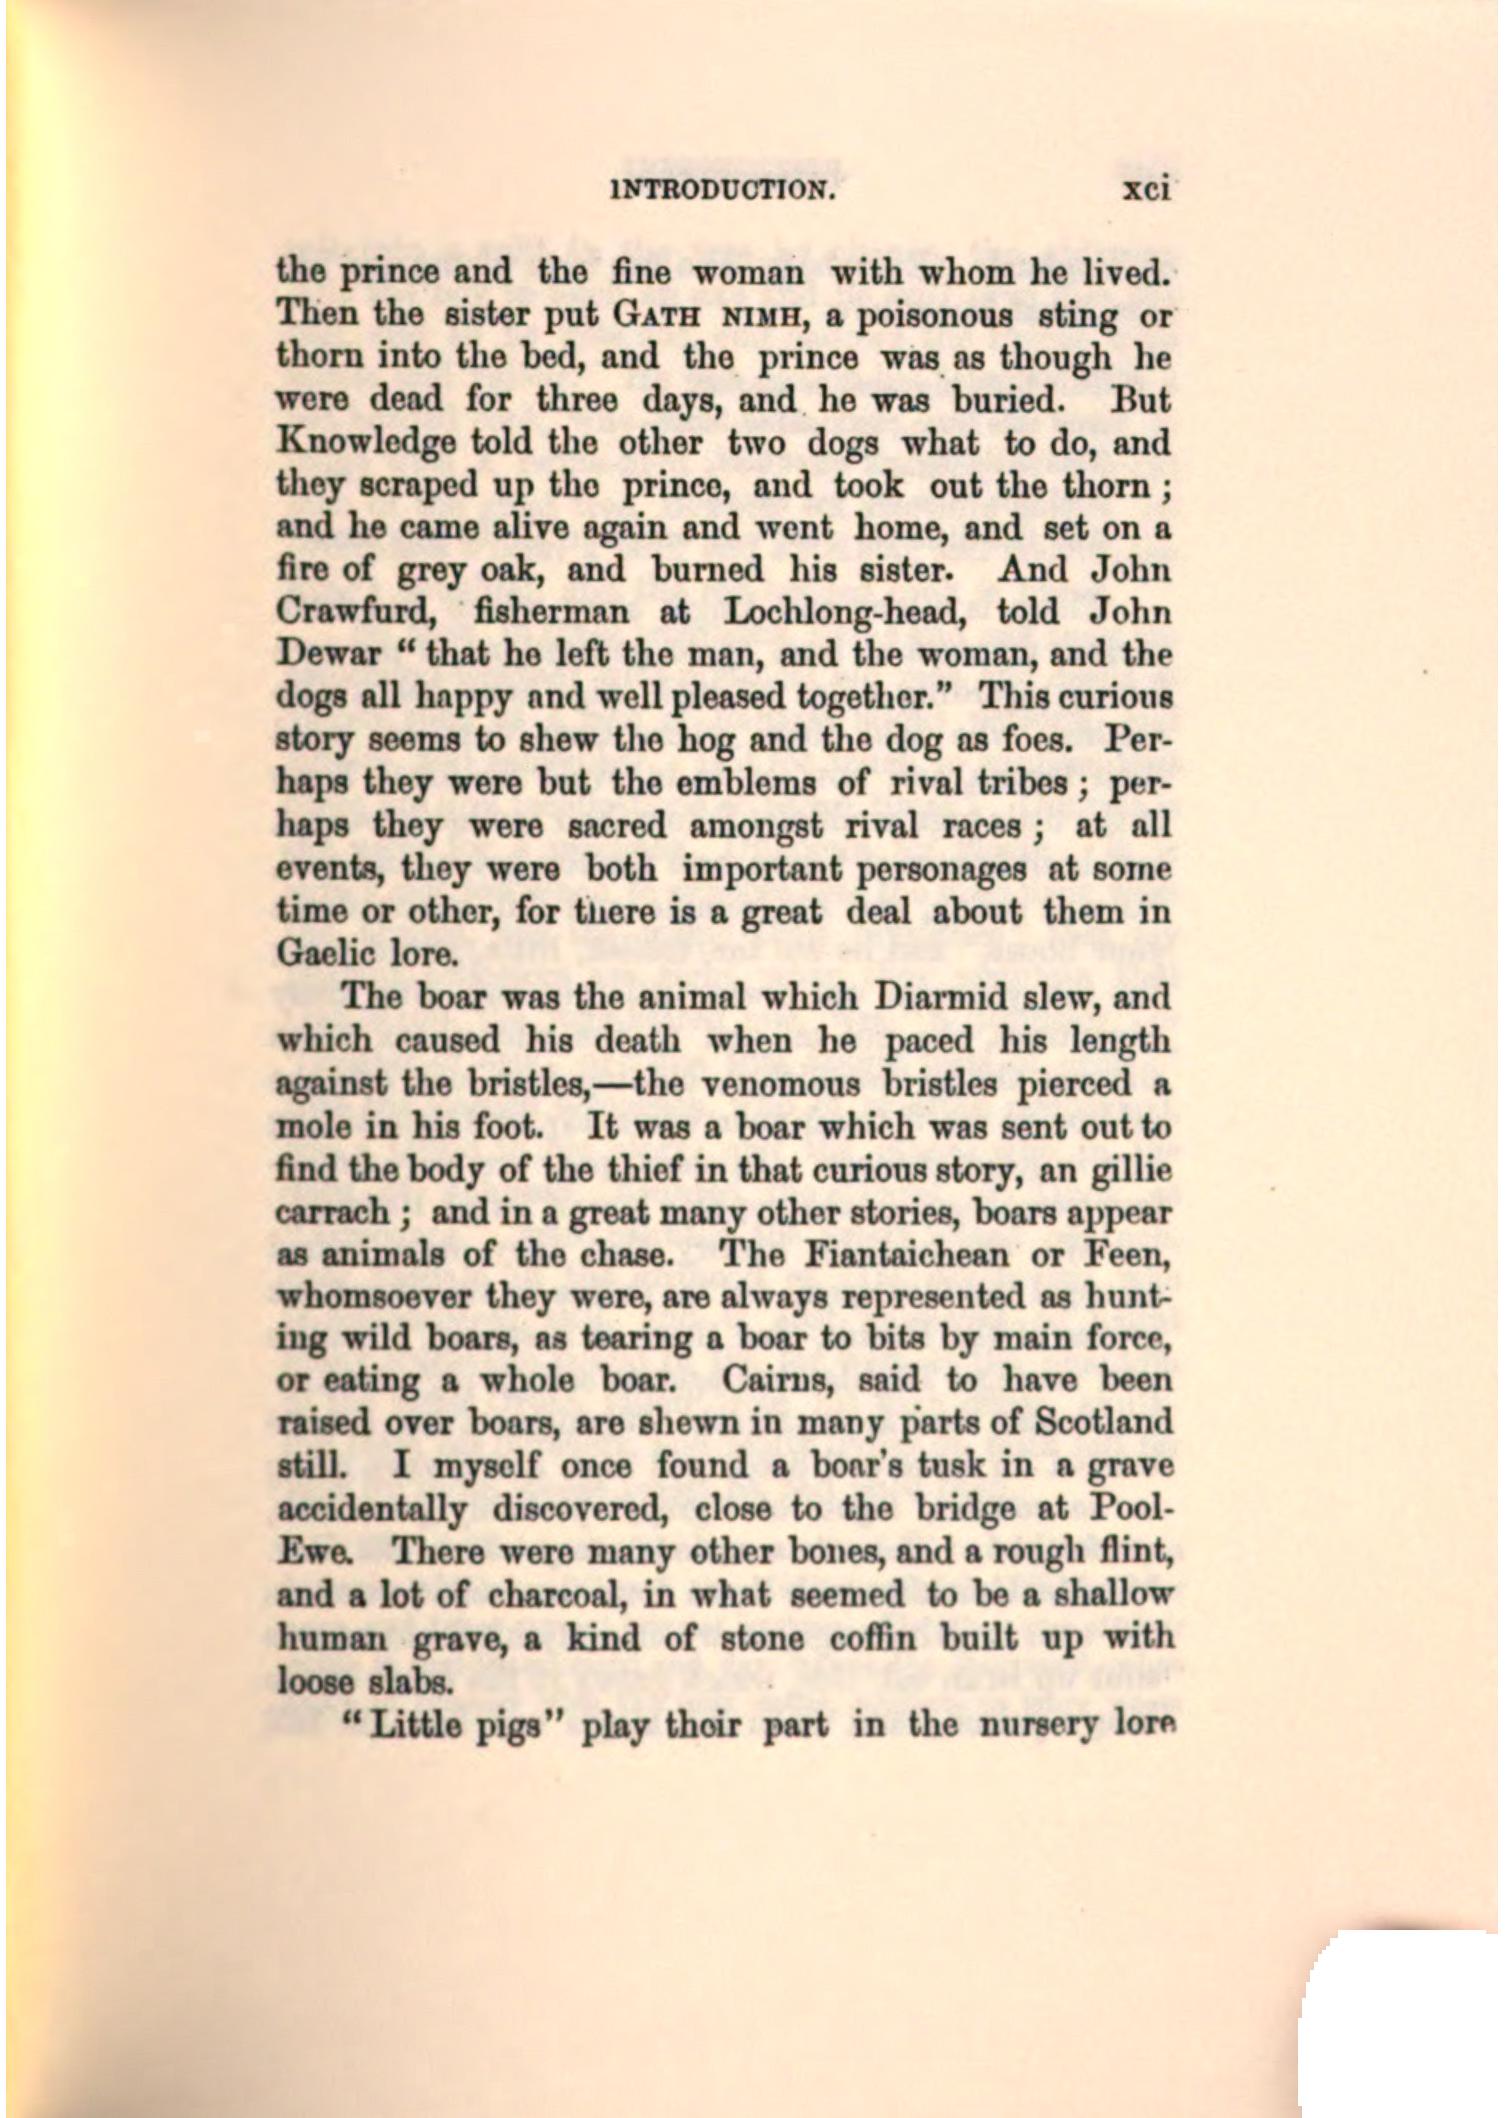 INTRODUCTION. xci
the prince and the fine woman with whom he lived.
Then the sister put GATH NIMH, a poisonous sting or
thorn into the bed, and the prince was as though he
were dead for three days, and he was buried. But
Knowledge told the other two dogs what to do, and
they scraped up the prince, and took out the thorn ;
and he came alive again and went home, and set on a
fire of grey oak, and burned his sister. And John
Crawfurd, fisherman at Lochlong-head, told John
Dewar “ that he left the man, and the woman, and the
dogs all happy and well pleased together.” This curious
story seems to shew the hog and the dog as foes. Per-
haps they were but the emblems of rival tribes ; per-
haps they were sacred amongst rival races ; at all
events, they were both important personages at some
time or other, for there is a great deal about them in
Gaelic lore.
The boar was the animal which Diarmid slew, and
which caused his death when he paced his length
against the bristles,—the venomous bristles pierced a
mole in his foot. It was a boar which was sent out to
find the body of the thief in that curious story, an gillie
carrach ; and in a great many other stories, boars appear
as animals of the chase. The Fiantaichean or Feen,
whomsoever they were, are always represented as hunt-
ing wild boars, as tearing a boar to bits by main force,
or eating a whole boar. Cairns, said to have been
raised over boars, are shewn in many parts of Scotland
still. I myself once found a boar's tusk in a grave
accidentally discovered, close to the bridge at Pool-
Ewe. There were many other bones, and a rough flint,
and a lot of charcoal, in what seemed to be a shallow
human grave, a kind of stone coffin built up with
loose slabs.
“ Little pigs” play their part in the nursery lore